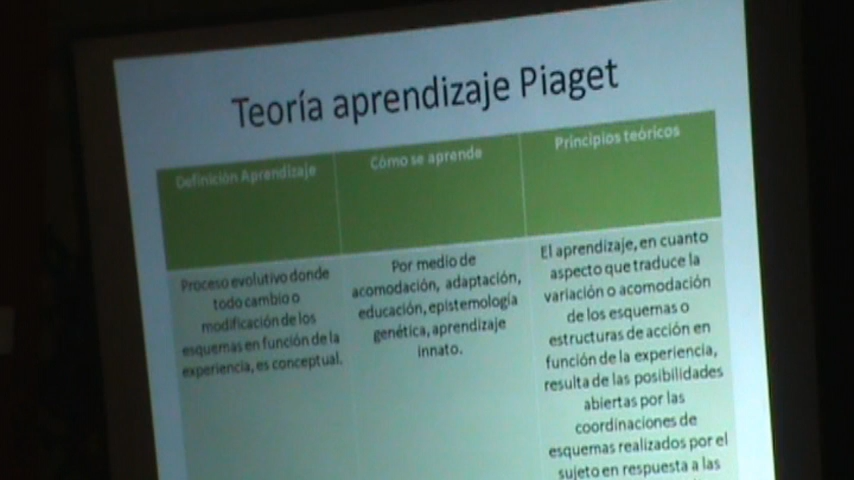 Teoría aprendizaje Piaget
Definición Aprendizaje
Cómo se aprende
Principios teóricos
Proceso evolutivo donde
todo cambio o
modificación de los
esquemas en función de la
experiencia, es conceptual.
Por medio de
acomodación, adaptación,
educación, epistemología
genética, aprendizaje
innato.
El aprendizaje, en cuanto
aspecto que traduce la
variación o acomodación
de los esquemas o
estructuras de acción en
función de la experiencia,
resulta de las posibilidades
abiertas por las
coordinaciones de
esquemas realizados por el
sujeto en respuesta a las